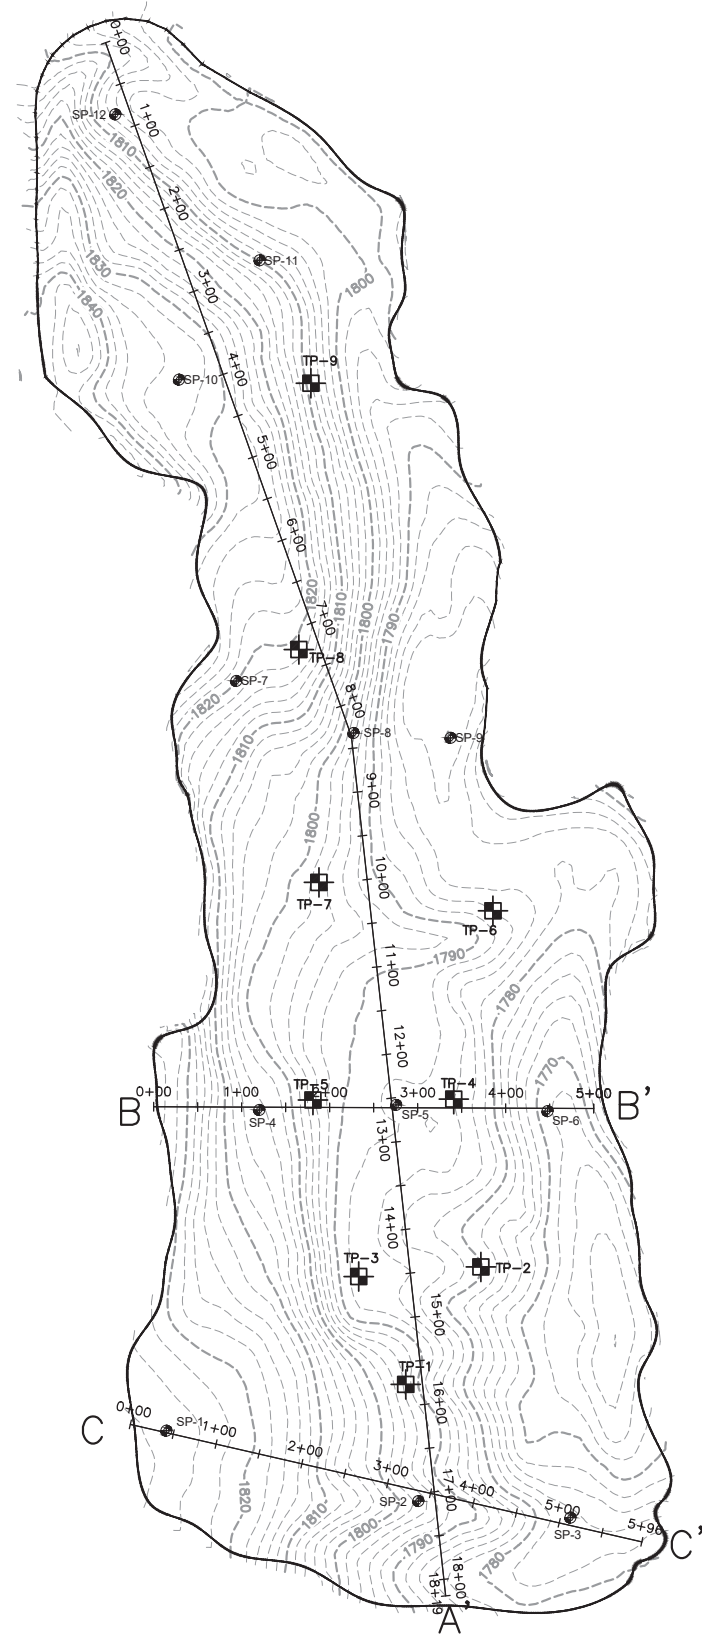 0+00
SP-12
1+00
1810
1820
2+00
SP-11
1830
3+00
1800
1840
TP-9
SP-10
4+00
5+00
6+00
1820
1810
1800
1790
7+00
TP-8
SP-7
1820
8+00
SP-8
SP-9
1810
9+00
1800
10+00
TP-7
TP-6
1790
11+00
1780
12+00
1770
TP-5
TP-4
0+00
1+00
2+00
3+00
4+00
5+00
B
B'
SP-4
SP-5
SP-6
13+00
14+00
TP-3
TP-2
15+00
TP-1
16+00
0+00
C
SP-1
1+00
2+00
3+00
4+00
5+00
5+96
17+00
1820
SP-2
1810
1800
SP-3
C'
1790
1780
18+00
18+19
A'